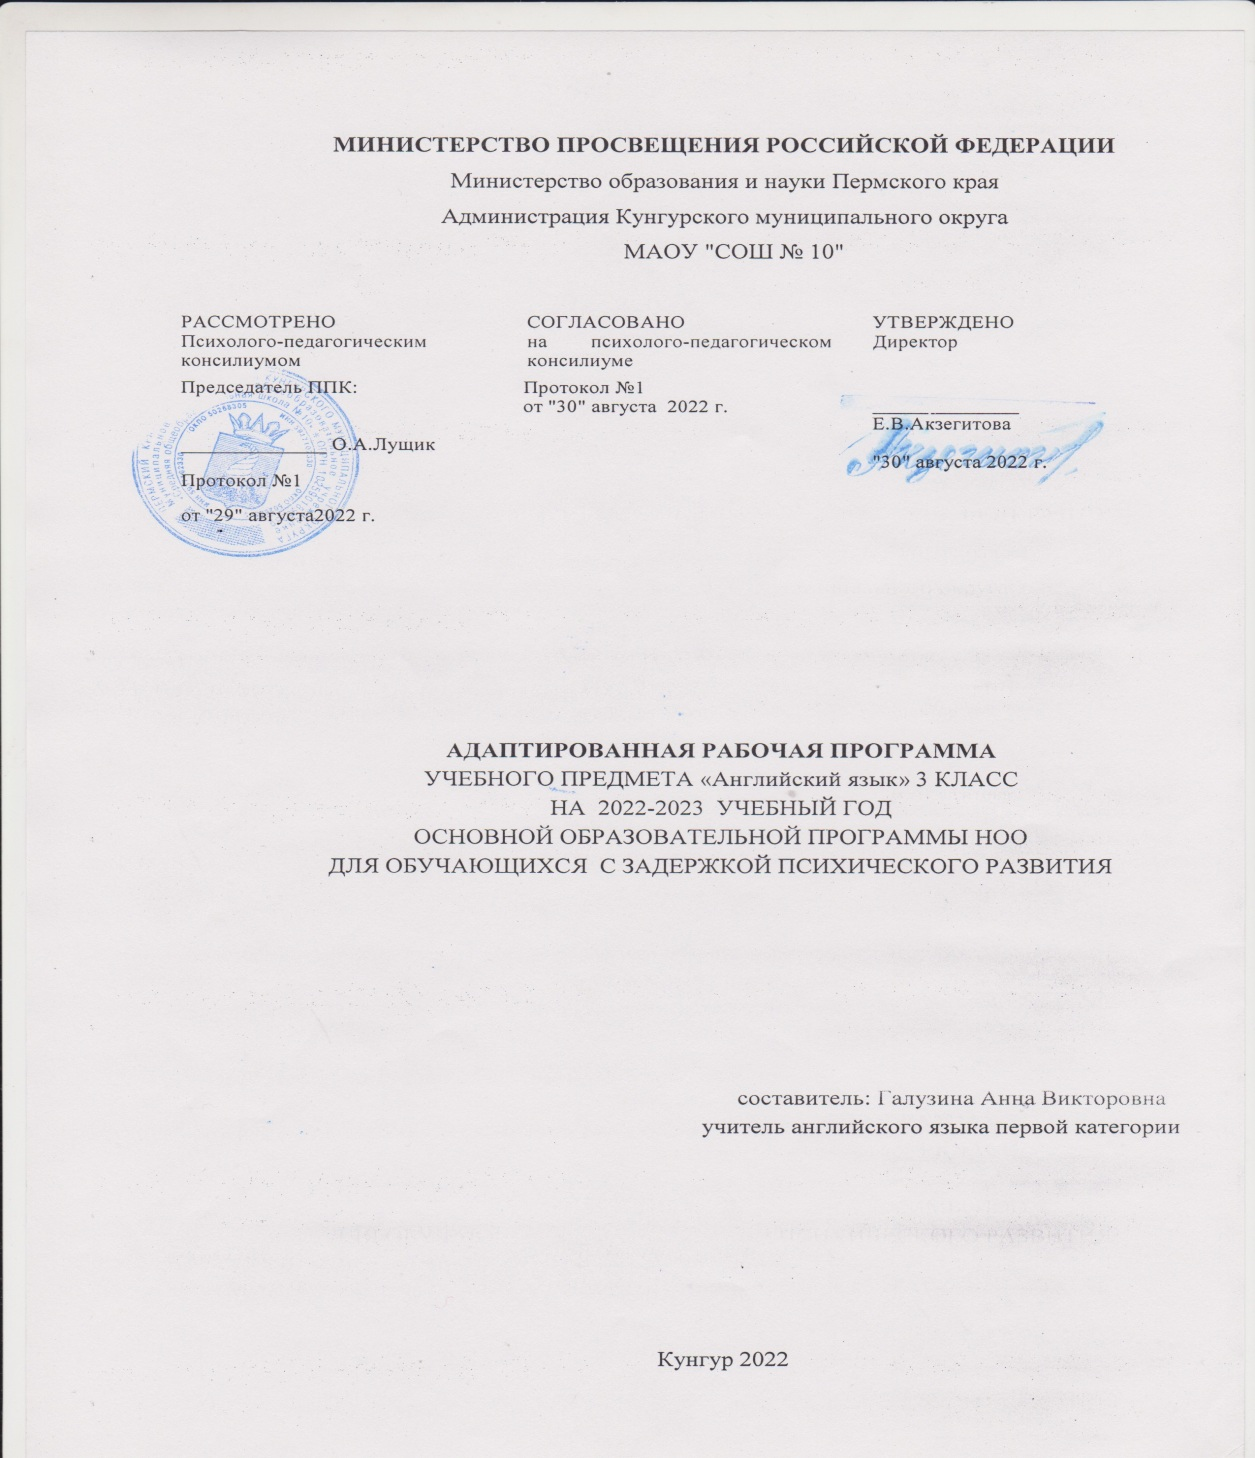 МИНИСТЕРСТВО ПРОСВЕЩЕНИЯ РОССИЙСКОЙ ФЕДЕРАЦИИ
Министерство образования и науки Пермского края
Администрация Кунгурского муниципального округа
МАОУ "СОШ № 10"
РАССМОТРЕНО
Психолого-педагогическим
консилиумом
Председатель ППК:
О.А.Лущик
Протокол №1
от "29" августа2022 г.
СОГЛАСОВАНО
на психолого-педагогическом
консилиуме
Протокол №1
от "30" августа 2022 г.
УТВЕРЖДЕНО
Директор
Е.В.Акзегитова
"30" августа 2022 г.
АДАПТИРОВАННАЯ РАБОЧАЯ ПРОГРАММА
УЧЕБНОГО ПРЕДМЕТА «Английский язык» 3 КЛАСС
НА 2022-2023 УЧЕБНЫЙ ГОД
ОСНОВНОЙ ОБРАЗОВАТЕЛЬНОЙ ПРОГРАММЫ НОО
ДЛЯ ОБУЧАЮЩИХСЯ С ЗАДЕРЖКОЙ ПСИХИЧЕСКОГО РАЗВИТИЯ
составитель: Галузина Анна Викторовна
учитель английского языка первой категории
Кунгур 2022